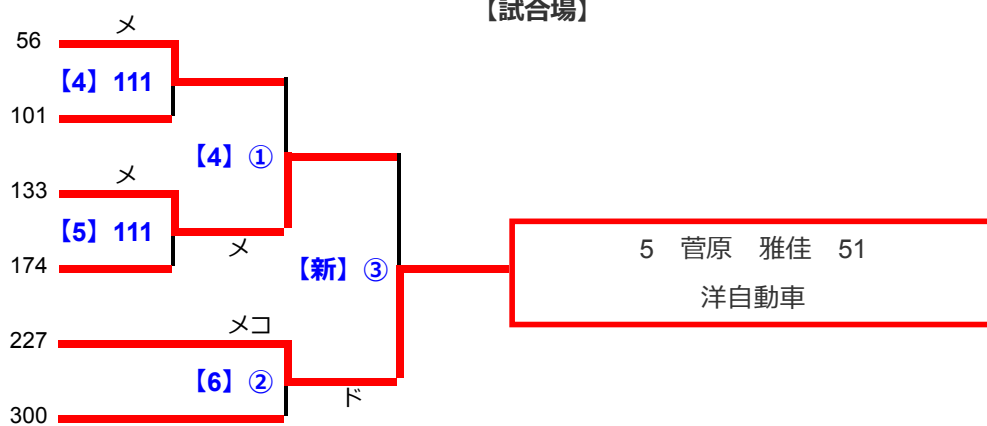 【試合場】
56
メ
【4】 111
101
【4】 ①
133
メ
【5】 111
メ
174
【新】 ③
5 菅原 雅佳 51
洋自動車
227
メコ
【6】 ②
ド
300